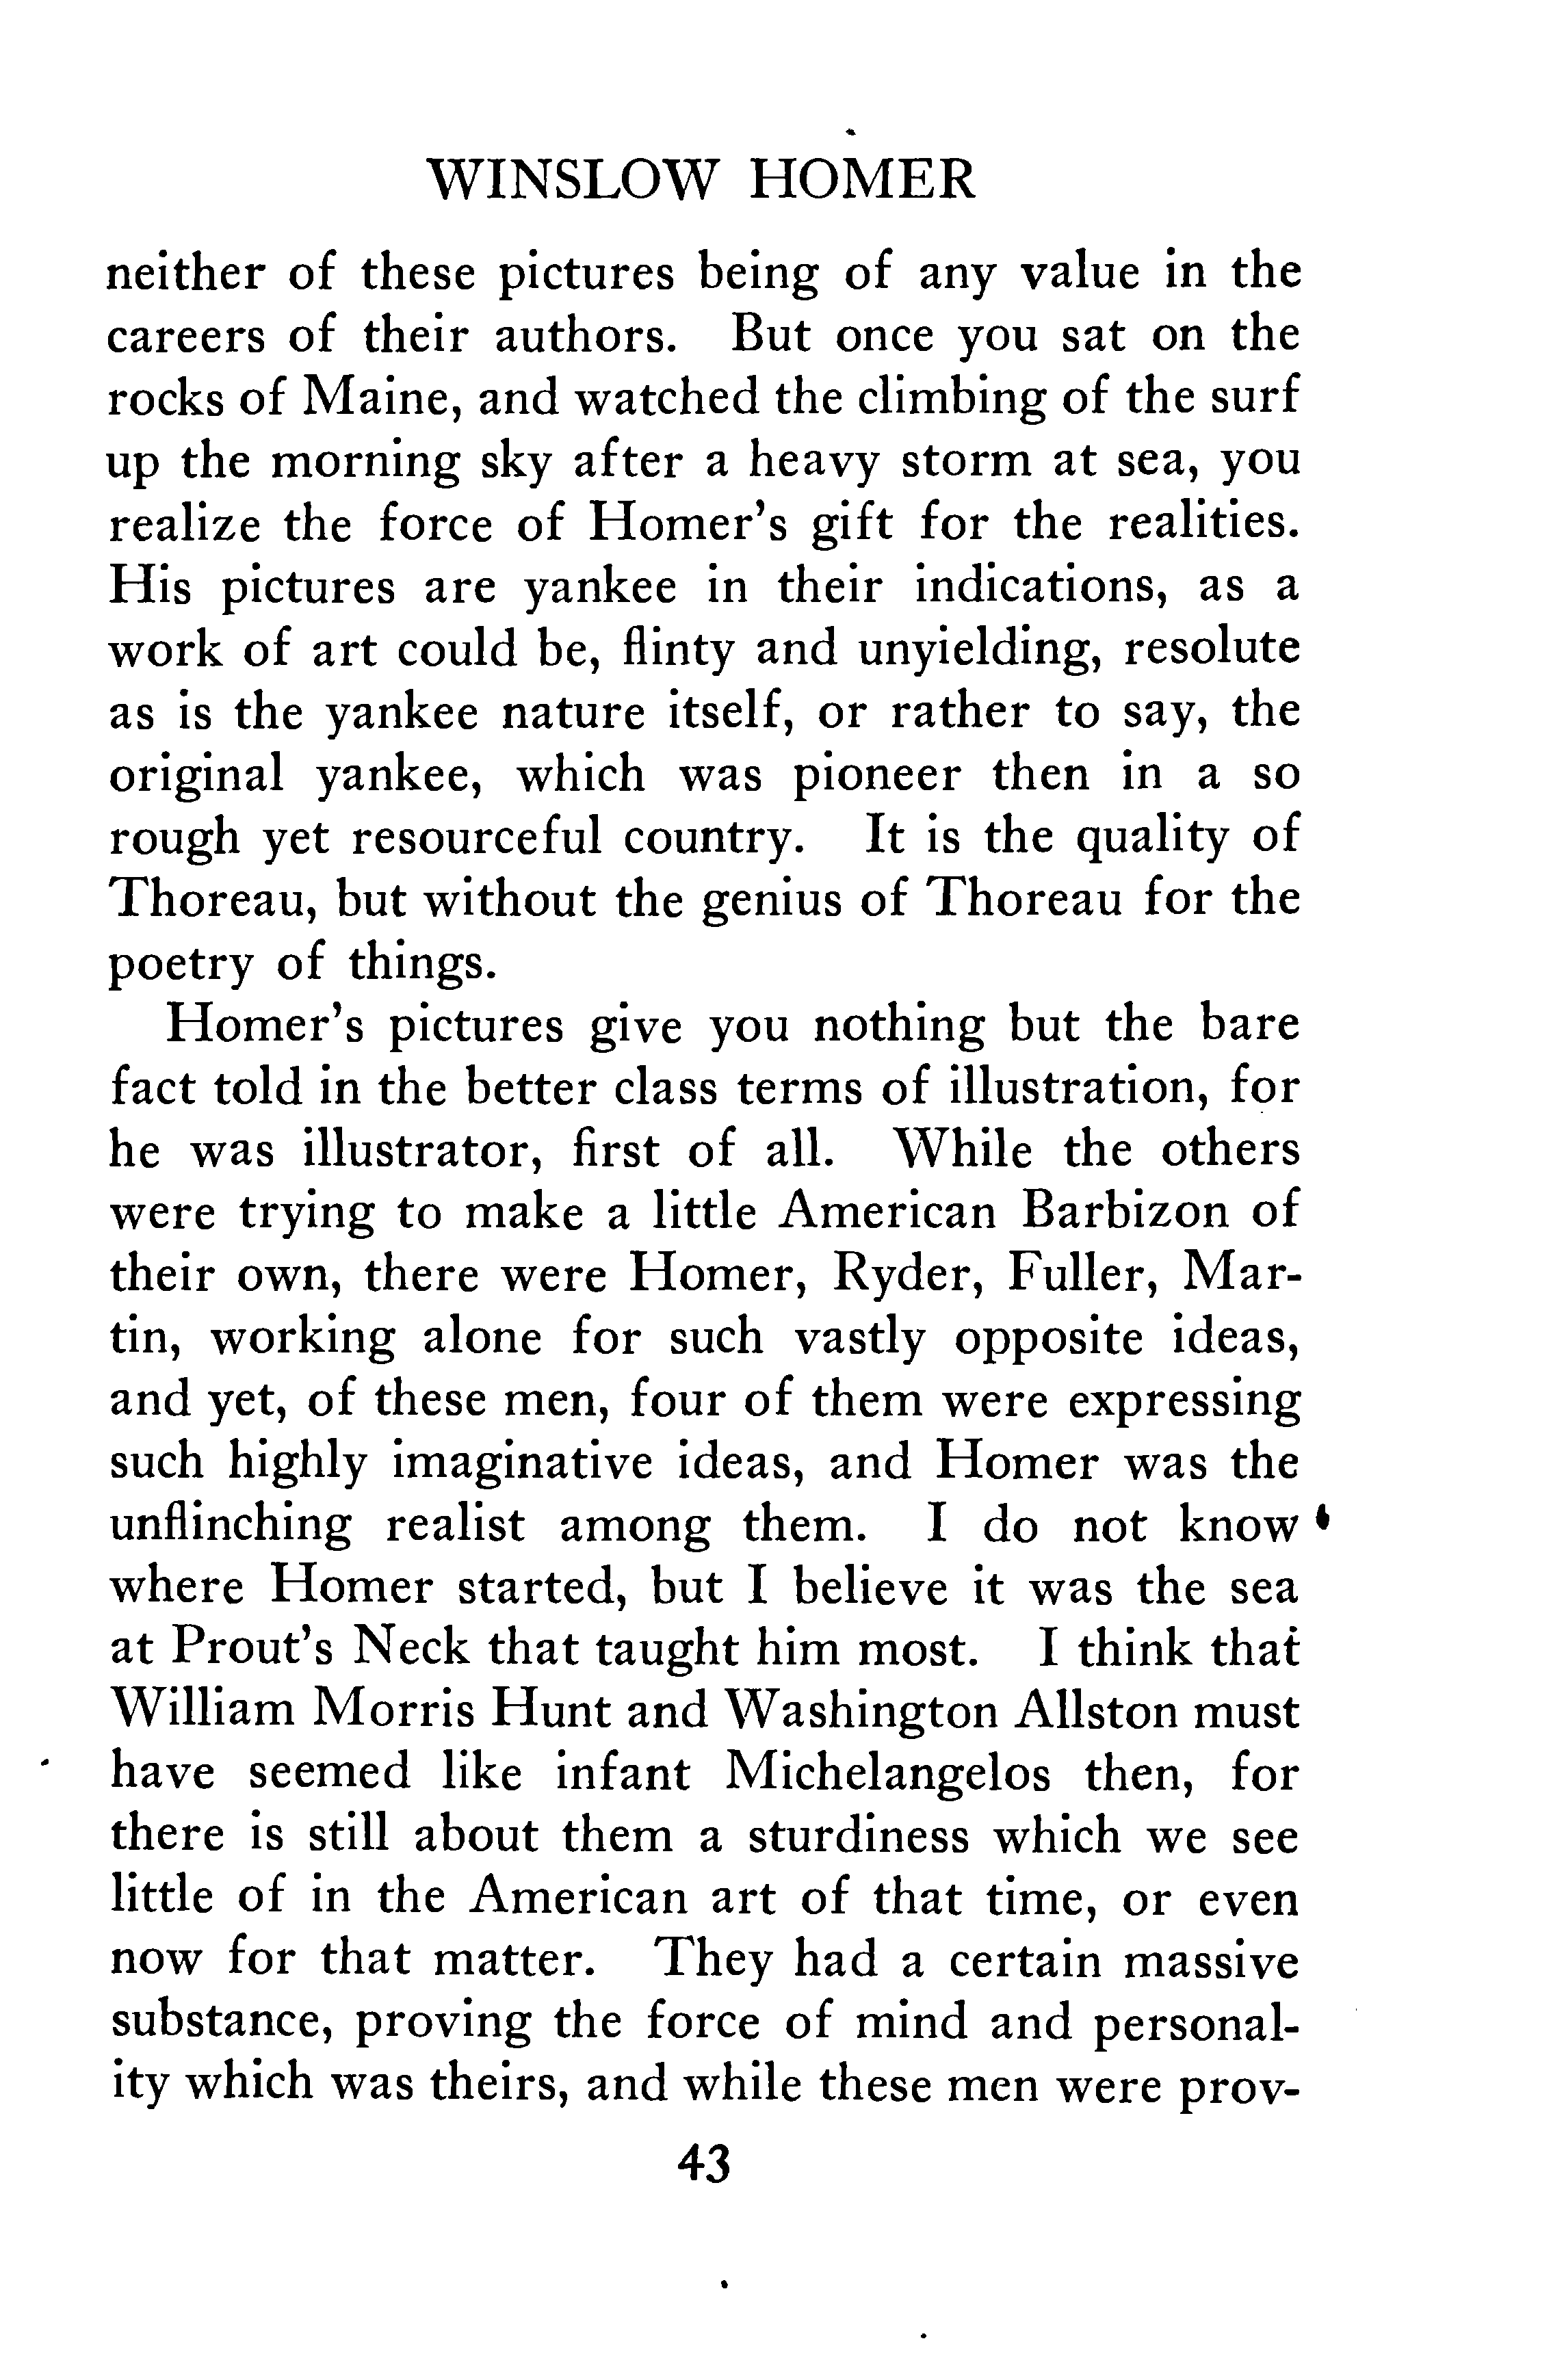 WINSLOW HOMER
neither of these pictures being of any value in the
careers of their authors. But once you sat on the
rocks of Maine, and watched the climbing of the surf
up the morning sky after a heavy storm at sea, you
realize the force of Homer's gift for the realities.
His pictures are yankee in their indications, as a
work of art could be, flinty and unyielding, resolute
as is the yankee nature itself, or rather to say, the
original yankee, which was pioneer then in a so
rough yet resourceful country. It is the quality of
Thoreau, but without the genius of Thoreau for the
poetry of things.
Homer's pictures give you nothing but the bare
fact told in the better class terms of illustration, for
he was illustrator, first of all. While the others
were trying to make a little American Barbizon of
their own, there were Homer, Ryder, Fuller, Mar-
tin, working alone for such vastly opposite ideas,
and yet, of these men, four of them were expressing
such highly imaginative ideas, and Homer was the
unflinching realist among them. I do not know
where Homer started, but I believe it was the sea
at Prout's Neck that taught him most. I think that
William Morris Hunt and Washington Allston must
have seemed like infant Michelangelos then, for
there is still about them a sturdiness which we see
little of in the American art of that time, or even
now for that matter. They had a certain massive
substance, proving the force of mind and personal-
ity which was theirs, and while these men were prov-
43